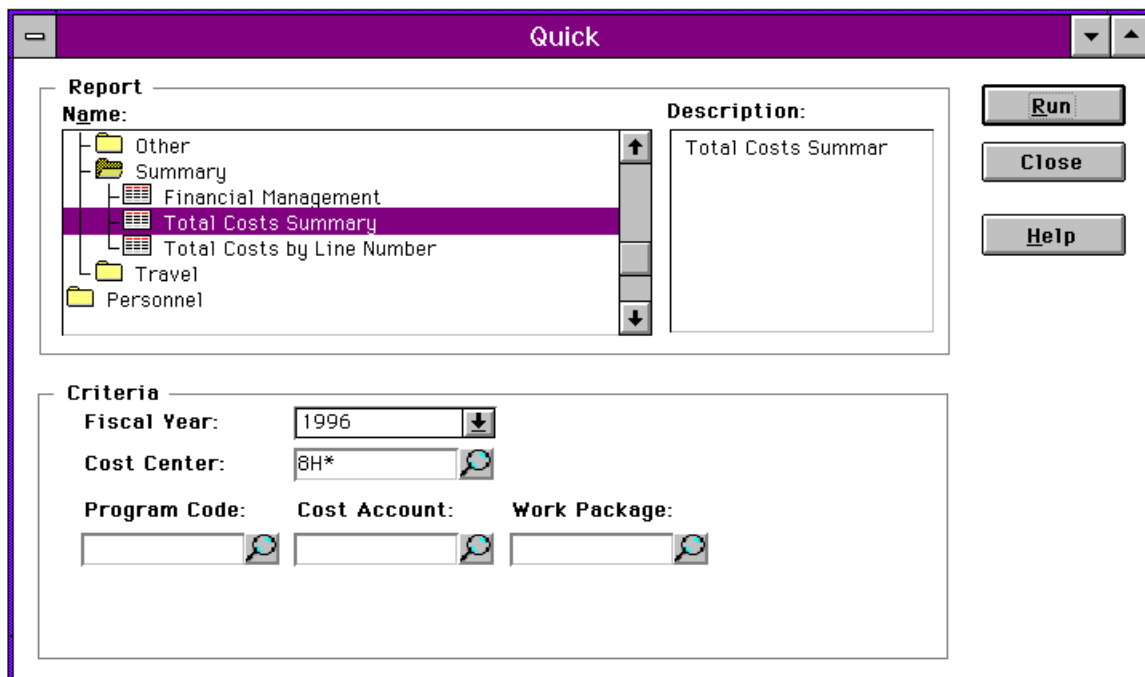 Quick
Report
Name:
Other
Summary
Financial Management
Total Costs Summary
Total Costs by Line Number
Travel
Personnel
Description:
Total Costs Summar
Run
Close
Help
Criteria
Fiscal Year: 1996
Cost Center: 8H*
Program Code: Cost Account: Work Package: